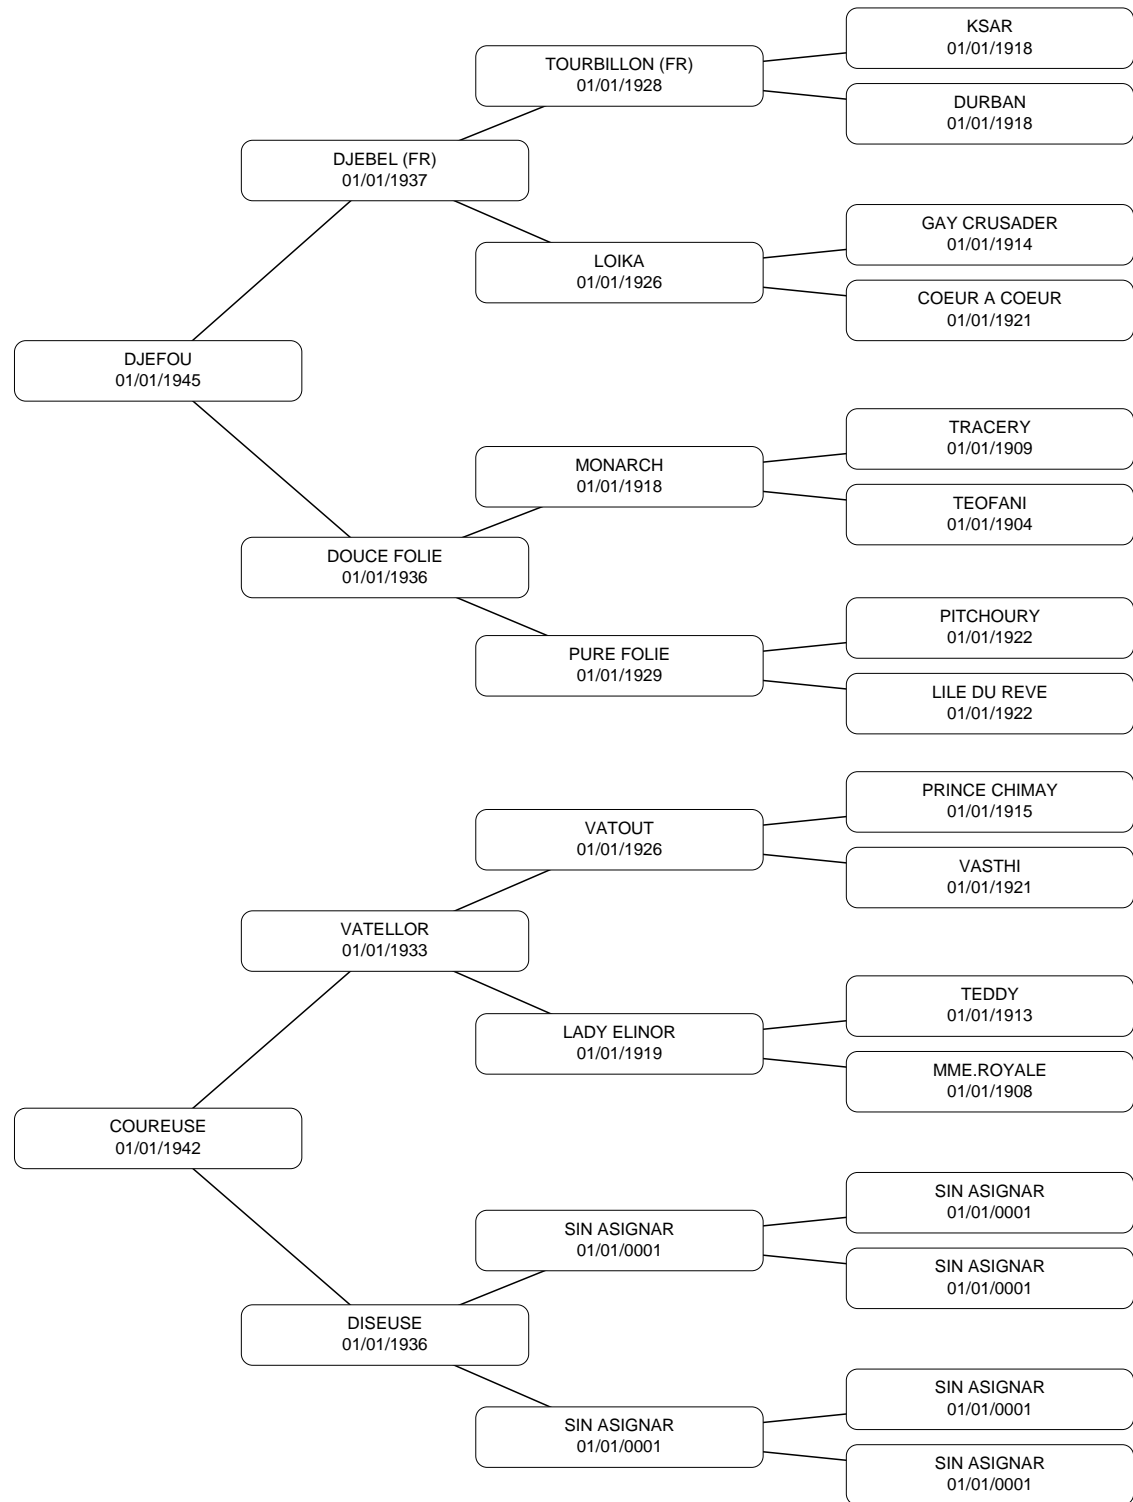 KSAR
01/01/1918
TOURBILLON (FR)
01/01/1928
DURBAN
01/01/1918
DJEBEL (FR)
01/01/1937
GAY CRUSADER
01/01/1914
LOIKA
01/01/1926
COEUR A COEUR
01/01/1921
DJEFOU
01/01/1945
TRACERY
01/01/1909
MONARCH
01/01/1918
TEOFANI
01/01/1904
DOUCE FOLIE
01/01/1936
PITCHOURY
01/01/1922
PURE FOLIE
01/01/1929
LILE DU REVE
01/01/1922
PRINCE CHIMAY
01/01/1915
VATOUT
01/01/1926
VASTHI
01/01/1921
VATELLOR
01/01/1933
TEDDY
01/01/1913
LADY ELINOR
01/01/1919
MME.ROYALE
01/01/1908
COUREUSE
01/01/1942
SIN ASIGNAR
01/01/0001
SIN ASIGNAR
01/01/0001
SIN ASIGNAR
01/01/0001
DISEUSE
01/01/1936
SIN ASIGNAR
01/01/0001
SIN ASIGNAR
01/01/0001
SIN ASIGNAR
01/01/0001